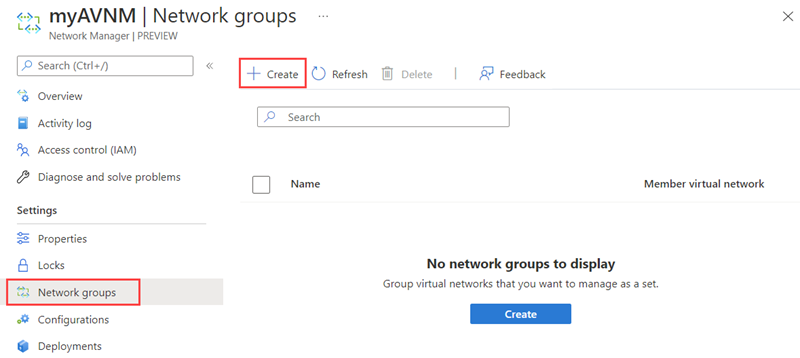 myAVNM | Network groups ...
Network Manager | PREVIEW
Search (Ctrl+/)
«
Overview
Activity log
Access control (IAM)
Diagnose and solve problems
Settings
Properties
Locks
Network groups
Configurations
Deployments
Create Refresh Delete | Feedback
Search
Name Member virtual network
No network groups to display
Group virtual networks that you want to manage as a set.
Create